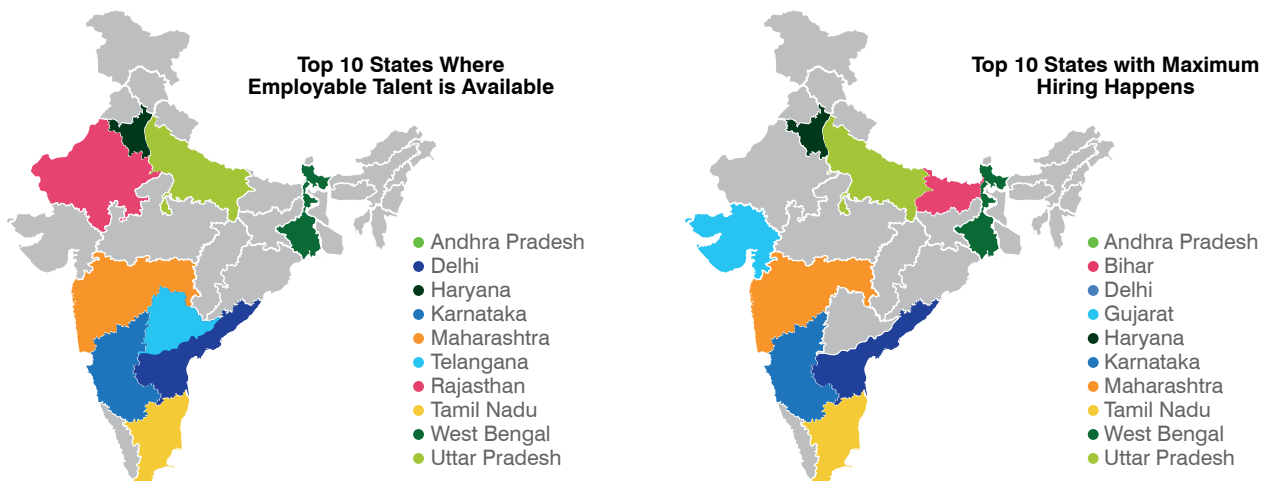 Top 10 States Where
Employable Talent is Available
Andhra Pradesh
Delhi
Haryana
Karnataka
Maharashtra
Telangana
Rajasthan
Tamil Nadu
West Bengal
Uttar Pradesh
Top 10 States with Maximum
Hiring Happens
Andhra Pradesh
Bihar
Delhi
Gujarat
Haryana
Karnataka
Maharashtra
Tamil Nadu
West Bengal
Uttar Pradesh